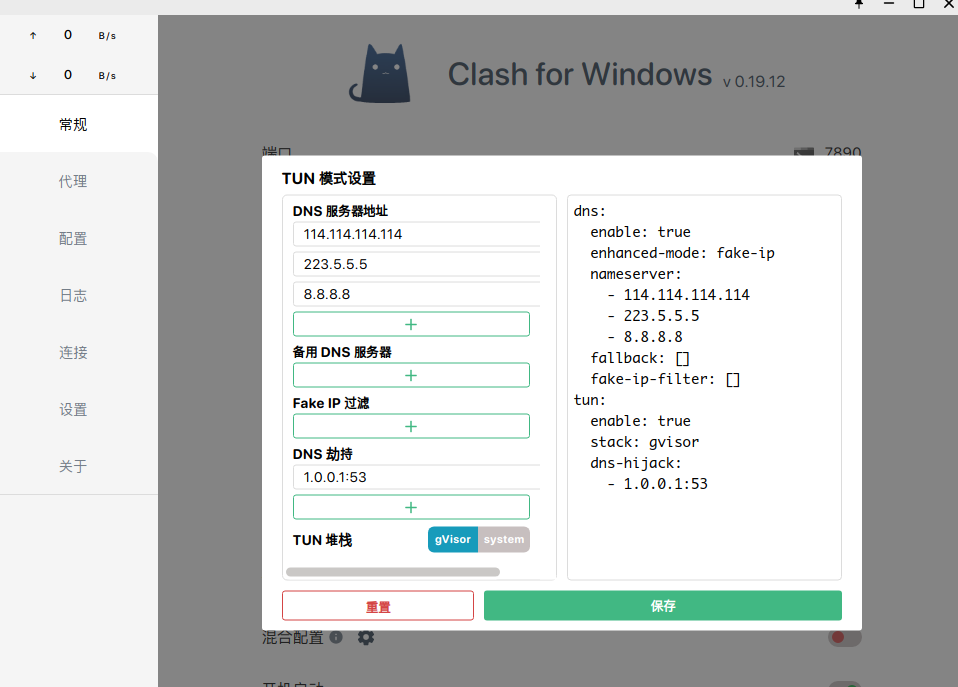 ↑ 0 B/s
↓ 0 B/s
常规
代理
配置
日志
连接
设置
关于
Clash for Windows v 0.19.12
端口 7890
TUN 模式设置
DNS 服务器地址
114.114.114.114
223.5.5.5
8.8.8.8
+
备用 DNS 服务器
+
Fake IP 过滤
+
DNS 劫持
1.0.0.1:53
+
TUN 堆栈 gVisor system
dns:
enable: true
enhanced-mode: fake-ip
nameserver:
- 114.114.114.114
- 223.5.5.5
- 8.8.8.8
fallback: []
fake-ip-filter: []
tun:
enable: true
stack: gvisor
dns-hijack:
- 1.0.0.1:53
重置
保存
混合配置
开机启动